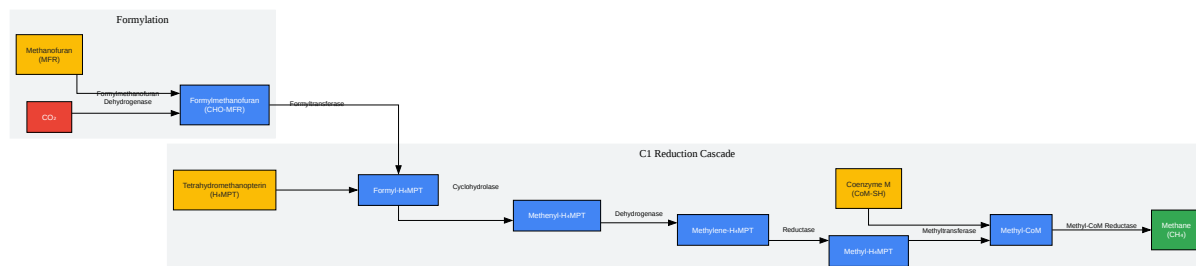 Formylation
Methanofuran
(MFR)
Formylmethanofuran
Dehydrogenase
CO₂
Formylmethanofuran
(CHO-MFR)
Formyltransferase
C1 Reduction Cascade
Tetrahydromethanopterin
(H₄MPT)
Formyl-H₄MPT
Cyclohydrolase
Methenyl-H₄MPT
Dehydrogenase
Methylene-H₄MPT
Reductase
Methyl-H₄MPT
Coenzyme M
(CoM-SH)
Methyltransferase
Methyl-CoM
Methyl-CoM Reductase
Methane
(CH₄)